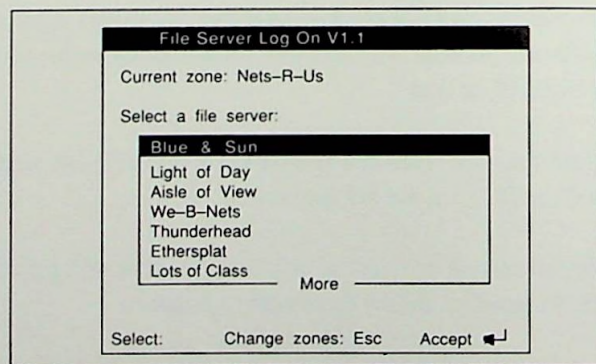 File Server Log On V1.1
Current zone: Nets–R–Us
Select a file server:
Blue & Sun
Light of Day
Aisle of View
We–B–Nets
Thunderhead
Ethersplat
Lots of Class
More
Select: Change zones: Esc Accept